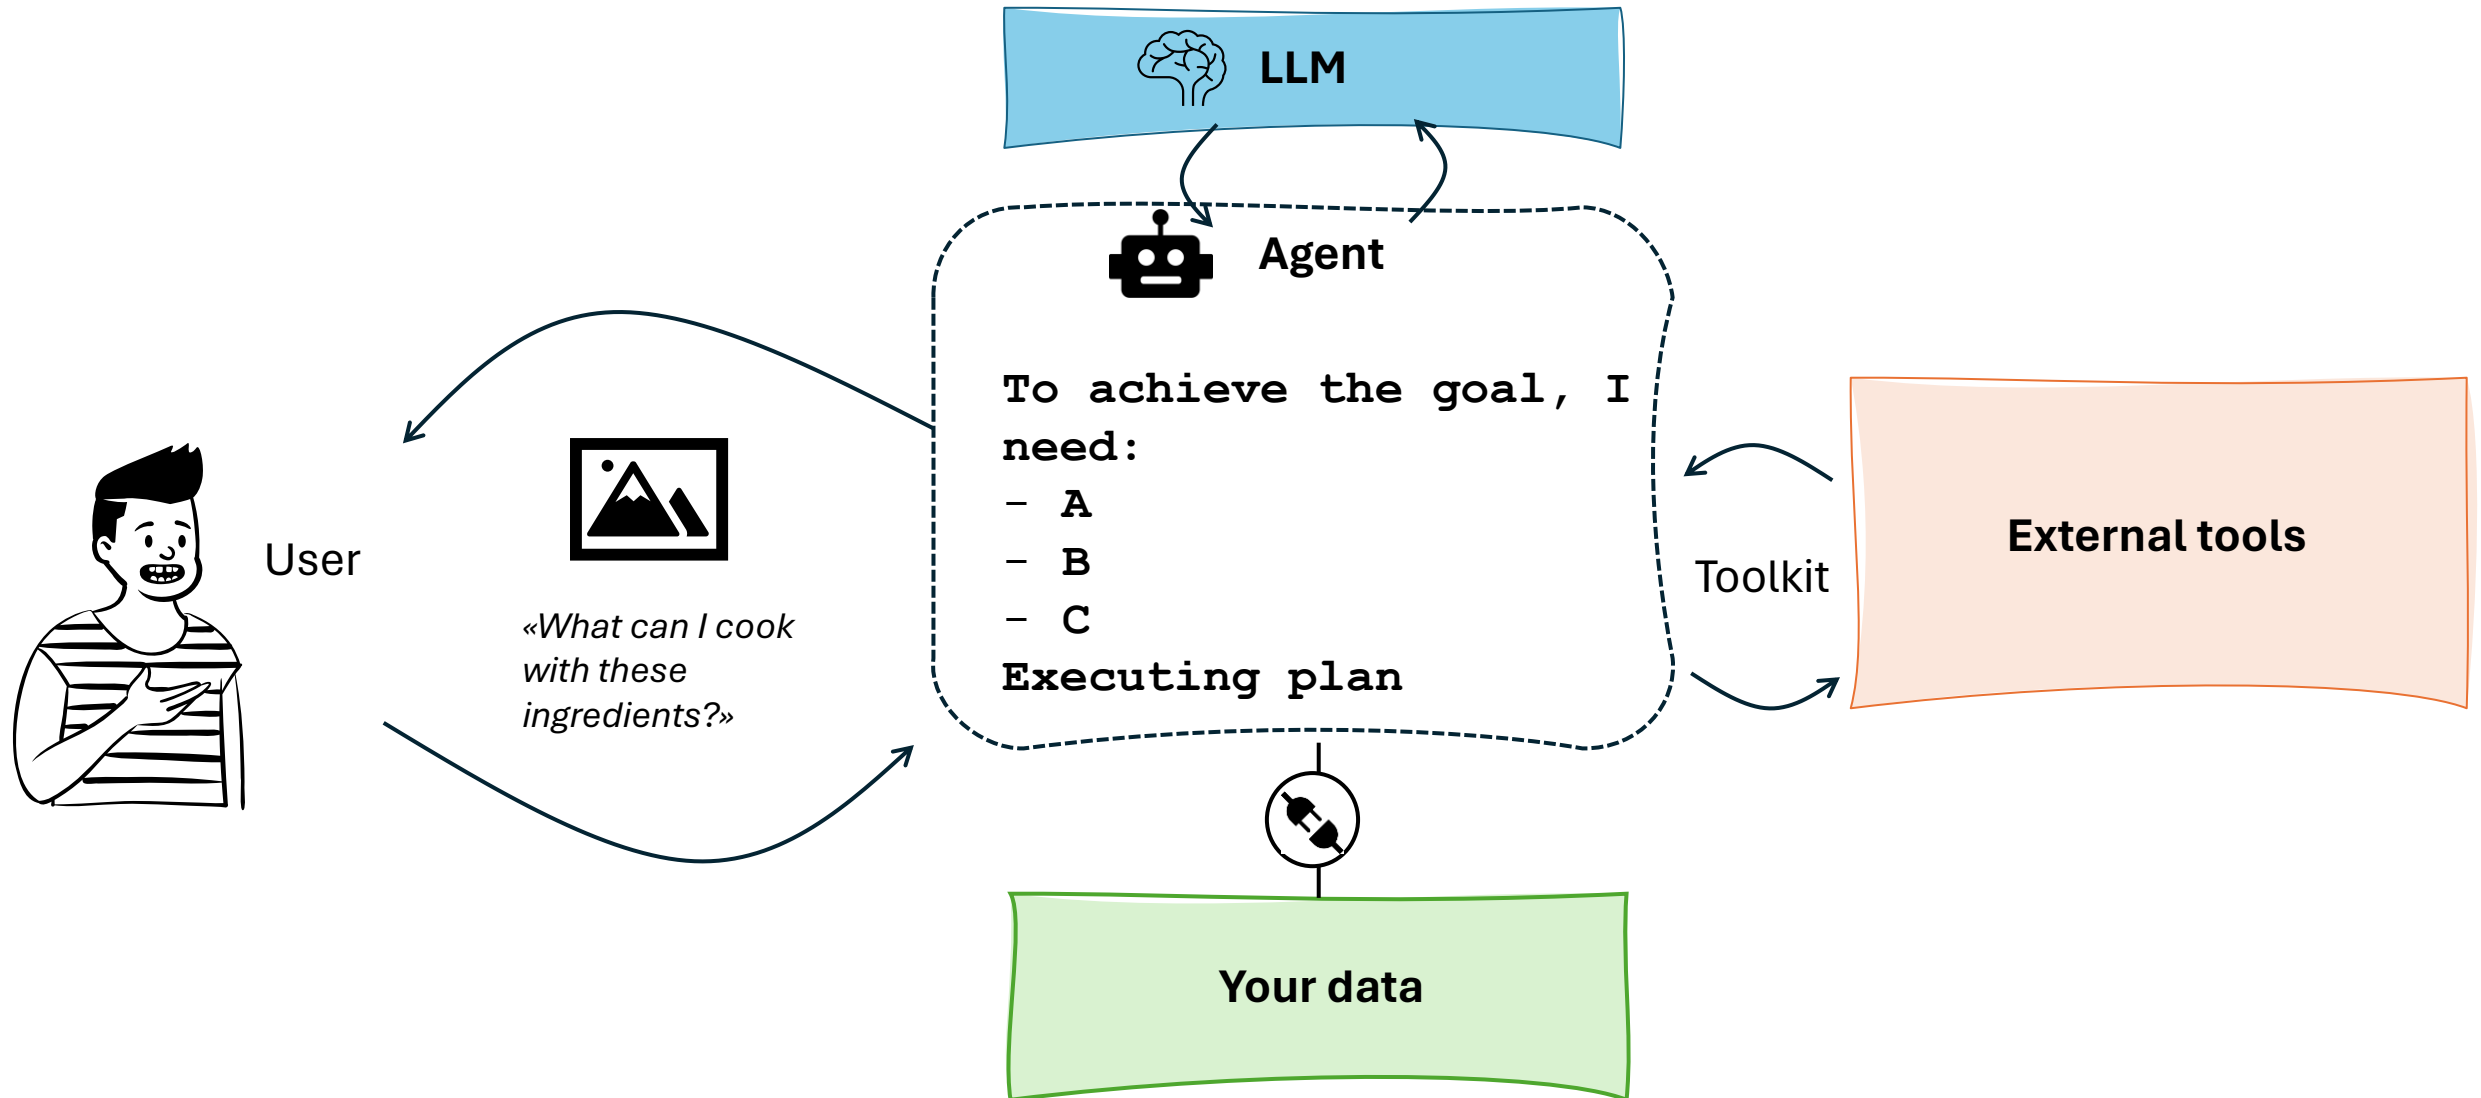 LLM
Agent
To achieve the goal, I
need:
- A
- B
- C
Executing plan
User
«What can I cook
with these
ingredients?»
Toolkit
External tools
Your data